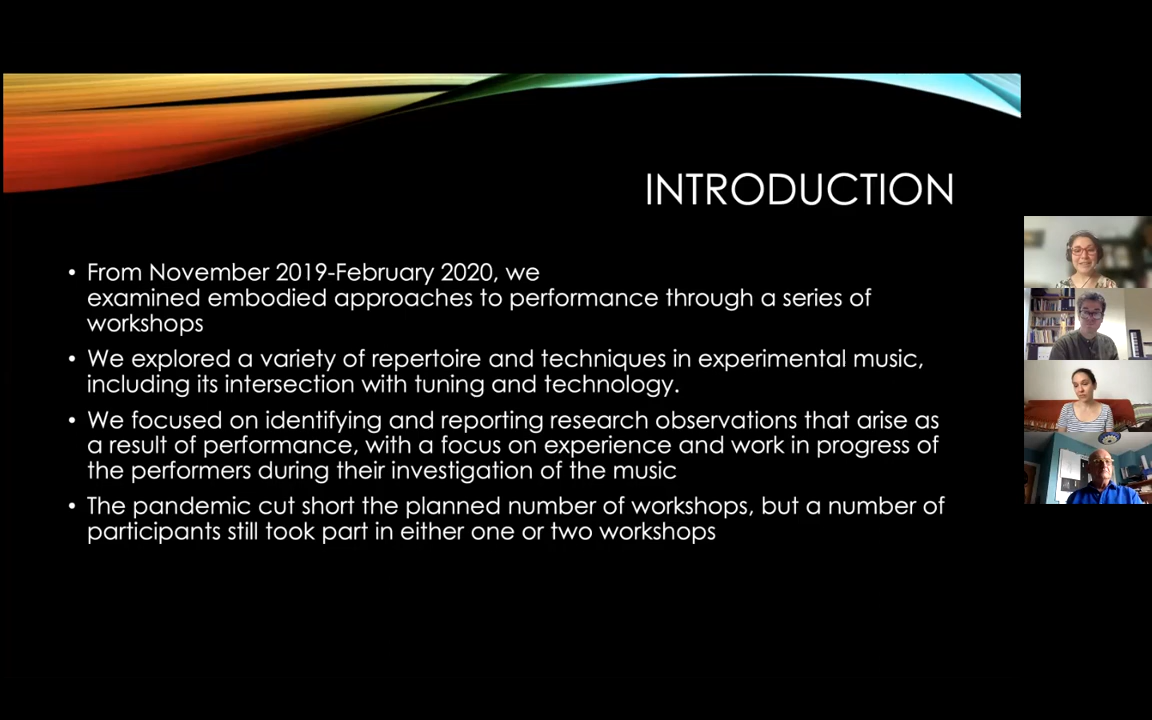 INTRODUCTION
• From November 2019-February 2020, we
examined embodied approaches to performance through a series of
workshops
• We explored a variety of repertoire and techniques in experimental music,
including its intersection with tuning and technology.
• We focused on identifying and reporting research observations that arise as
a result of performance, with a focus on experience and work in progress of
the performers during their investigation of the music
• The pandemic cut short the planned number of workshops, but a number of
participants still took part in either one or two workshops